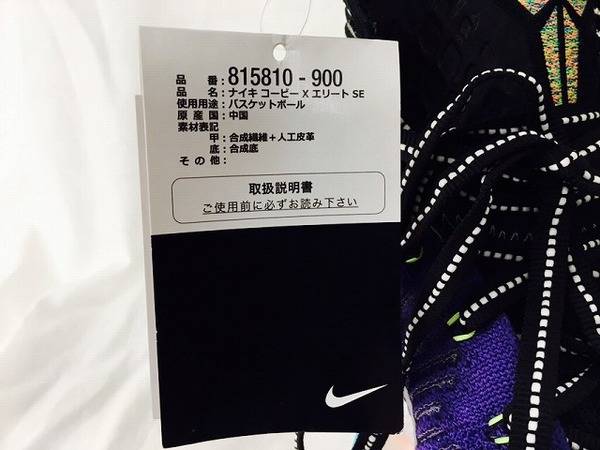 品 番：815810 - 900
品 名：ナイキ コービー X エリート SE
使用用途：バスケットボール
原 産 国：中国
素材表記
甲：合成繊維＋人工皮革
底：合成底
そ の 他：
取扱説明書
ご使用前に必ずお読み下さい